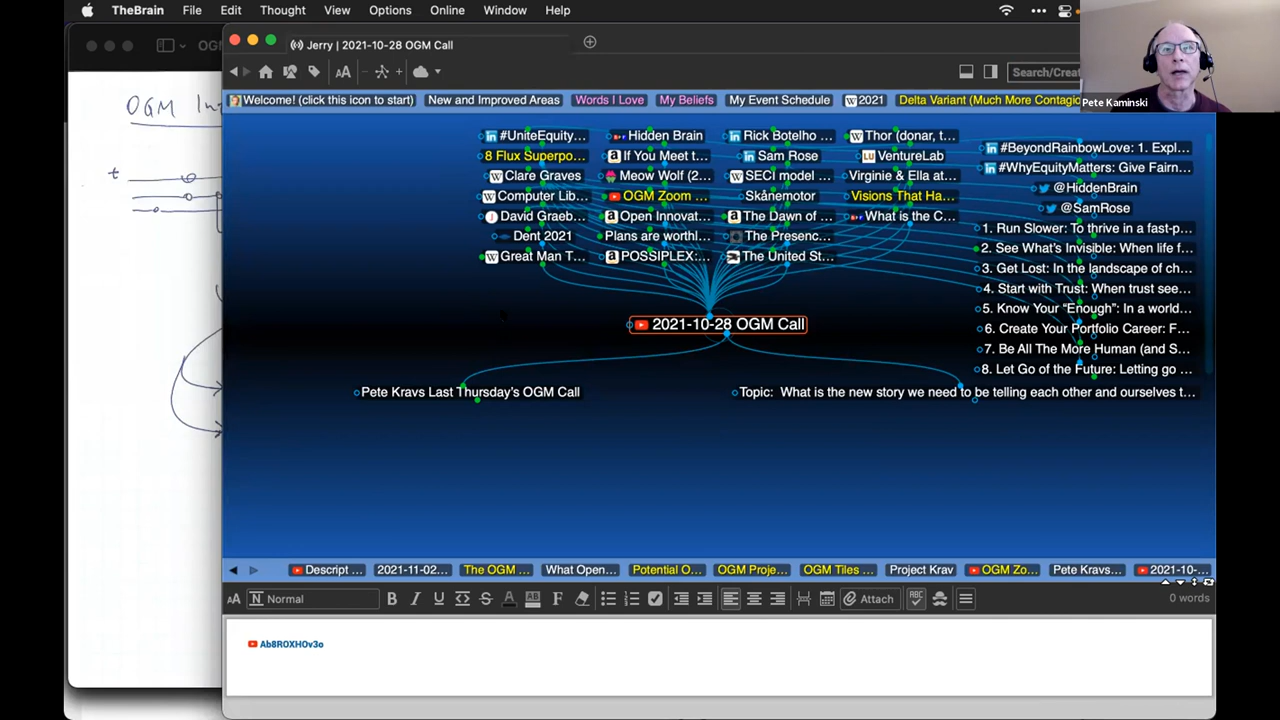 TheBrain File Edit Thought View Options Online Window Help
Jerry | 2021-10-28 OGM Call
AA
Search/Crea
Pete Kaminski
Welcome! (click this icon to start) New and Improved Areas Words I Love My Beliefs My Event Schedule 2021 Delta Variant (Much More Contagio
#UniteEquity... Hidden Brain Rick Botelho ... Thor (donar, t...
8 Flux Superpo... If You Meet t... Sam Rose VentureLab
Clare Graves Meow Wolf (2... SECI model ... Virginie & Ella at...
Computer Lib... OGM Zoom ... Skånemotor Visions That Ha...
David Graeb... Open Innovat... The Dawn of ... What is the C...
Dent 2021 Plans are worthl... The Presenc...
Great Man T... POSSIPLEX:... The United St...
#BeyondRainbowLove: 1. Expl...
#WhyEquityMatters: Give Fairn...
@HiddenBrain
@SamRose
1. Run Slower: To thrive in a fast-p...
2. See What's Invisible: When life f...
3. Get Lost: In the landscape of ch...
4. Start with Trust: When trust see...
5. Know Your “Enough”: In a world...
6. Create Your Portfolio Career: F...
7. Be All The More Human (and S...
8. Let Go of the Future: Letting go ...
2021-10-28 OGM Call
Pete Kravs Last Thursday's OGM Call
Topic: What is the new story we need to be telling each other and ourselves t...
Descript ... 2021-11-02... The OGM ... What Open... Potential O... OGM Proje... OGM Tiles ... Project Krav OGM Zo... Pete Kravs... 2021-10-...
AA N Normal B I U S A AB F ABC Attach
0 words
Ab8ROXHOv3o
OG
OGM In
t